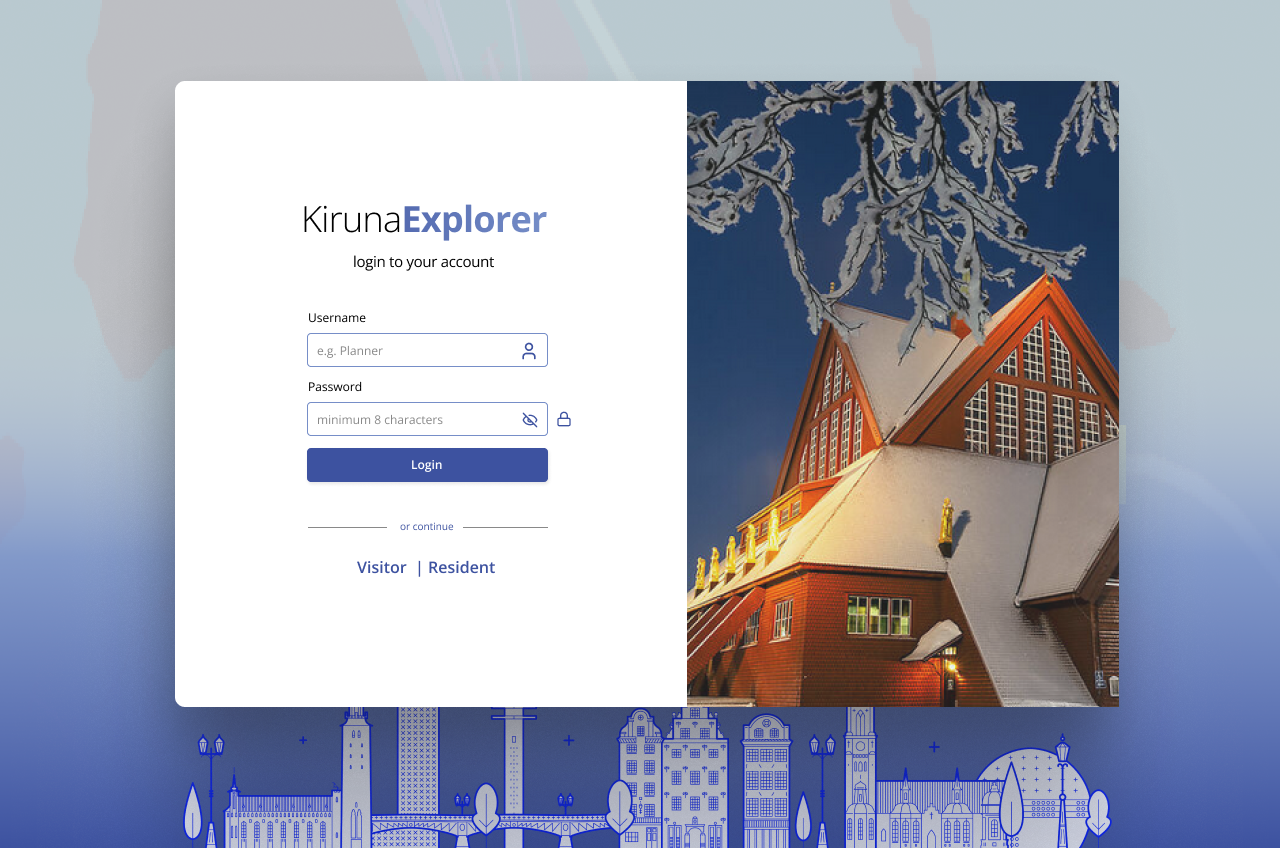 KirunaExplorer
login to your account
Username
e.g. Planner
Password
minimum 8 characters
Login
or continue
Visitor | Resident